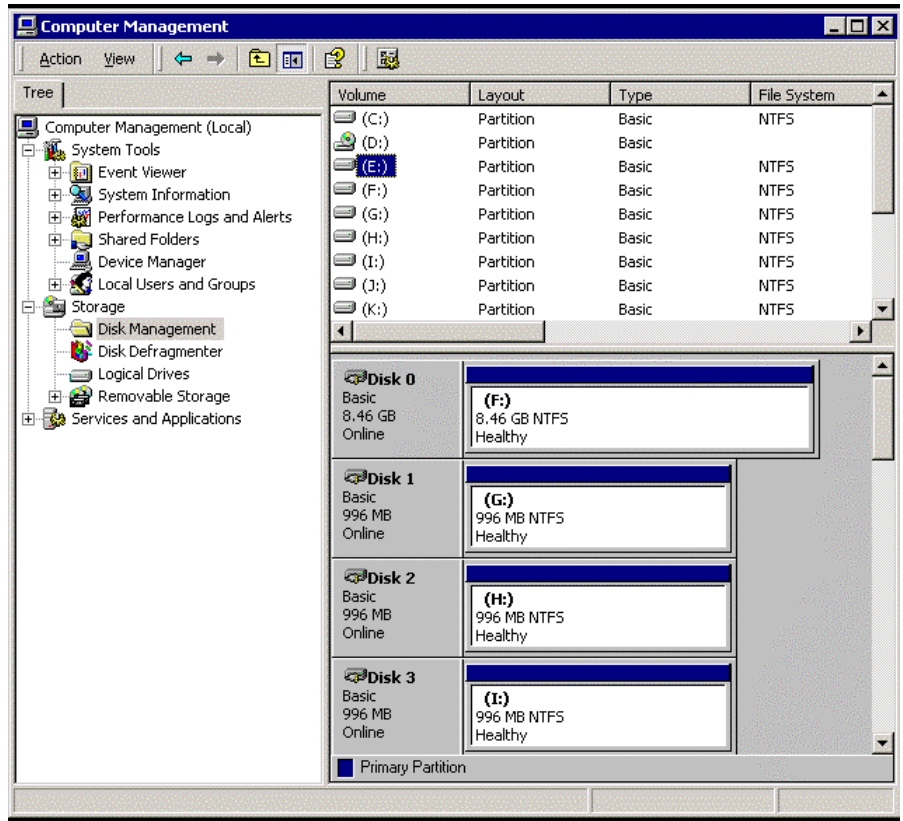 Computer Management
Action View
Tree
Computer Management (Local)
System Tools
Event Viewer
System Information
Performance Logs and Alerts
Shared Folders
Device Manager
Local Users and Groups
Storage
Disk Management
Disk Defragmenter
Logical Drives
Removable Storage
Services and Applications
Volume Layout Type File System
(C:) Partition Basic NTFS
(D:) Partition Basic
(E:) Partition Basic NTFS
(F:) Partition Basic NTFS
(G:) Partition Basic NTFS
(H:) Partition Basic NTFS
(I:) Partition Basic NTFS
(J:) Partition Basic NTFS
(K:) Partition Basic NTFS
Disk 0
Basic
8.46 GB
Online
(F:)
8.46 GB NTFS
Healthy
Disk 1
Basic
996 MB
Online
(G:)
996 MB NTFS
Healthy
Disk 2
Basic
996 MB
Online
(H:)
996 MB NTFS
Healthy
Disk 3
Basic
996 MB
Online
(I:)
996 MB NTFS
Healthy
Primary Partition